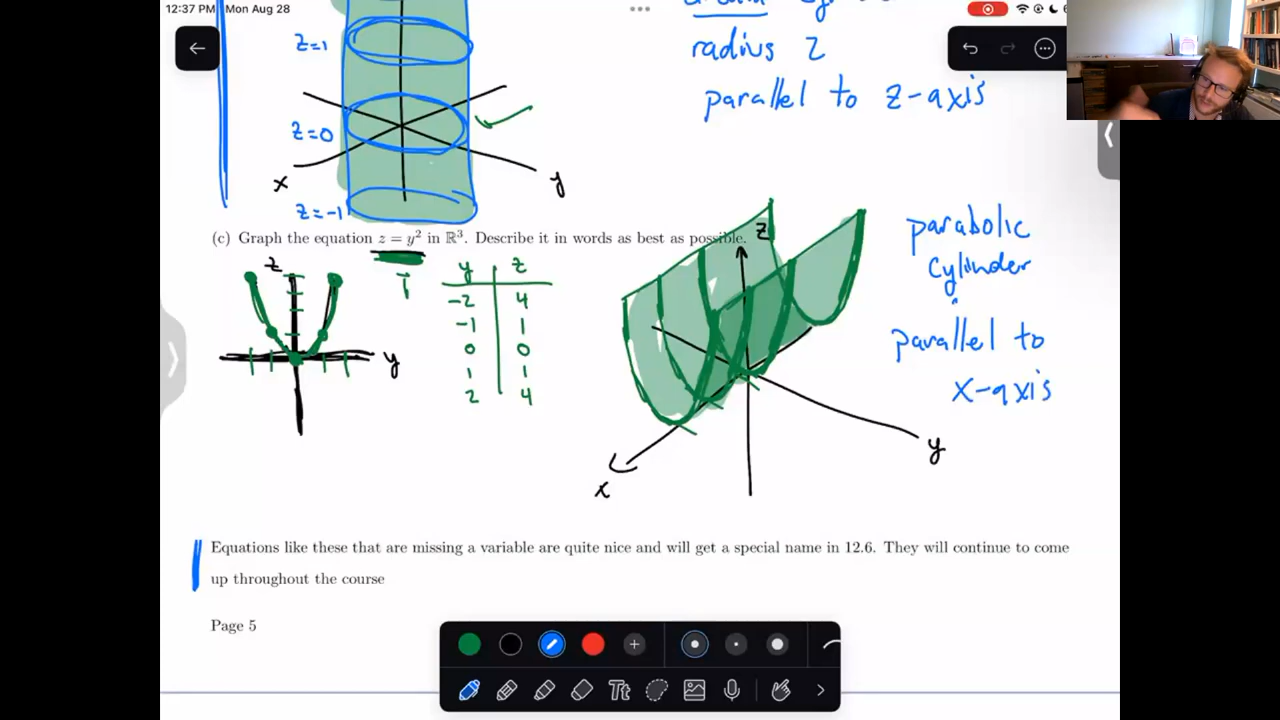 12:37 PM Mon Aug 28
z=1
radius 2
parallel to z-axis
z=0
x
y
z=-1
(c) Graph the equation z = y² in ℝ³. Describe it in words as best as possible.
z
y
y z
-2 4
-1 1
0 0
1 1
2 4
z
x
y
parabolic
cylinder
parallel to
x-axis
Equations like these that are missing a variable are quite nice and will get a special name in 12.6. They will continue to come
up throughout the course
Page 5
Tt